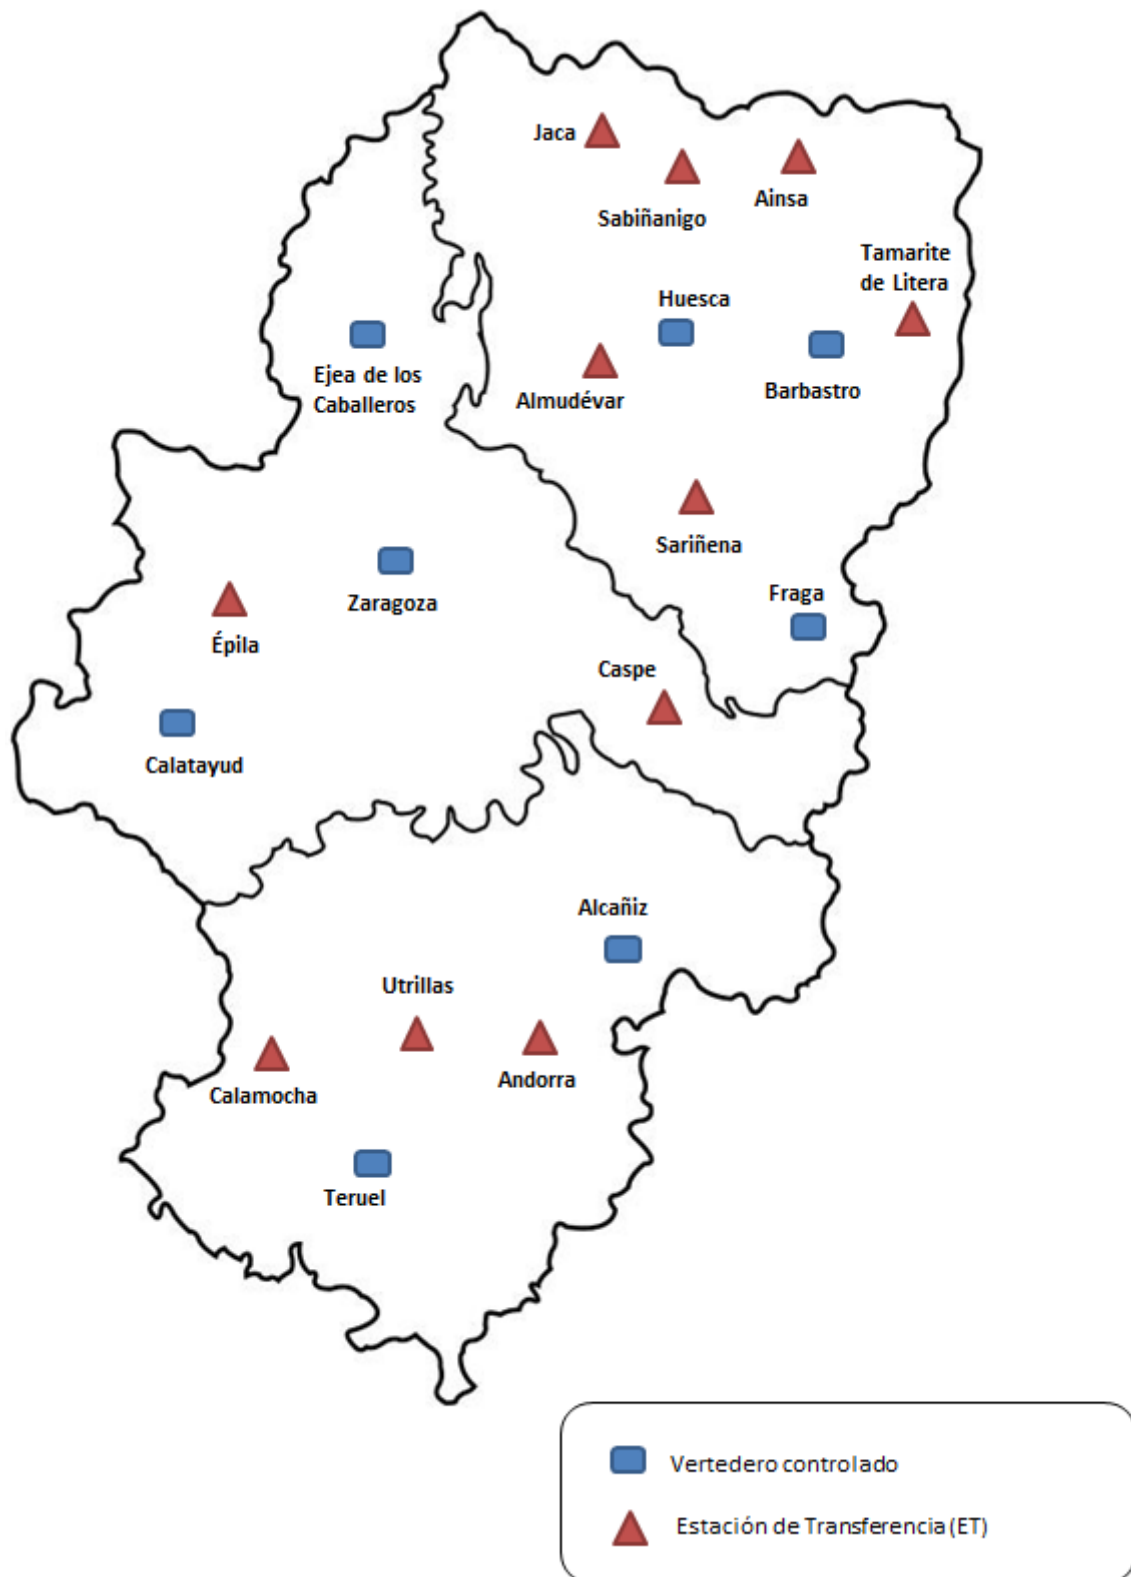 Jaca
Sabiñanigo
Ainsa
Tamarite
de Litera
Huesca
Ejea de los
Caballeros
Almudévar
Barbastro
Sariñena
Zaragoza
Fraga
Épila
Caspe
Calatayud
Alcañiz
Utrillas
Andorra
Calamocha
Teruel
Vertedero controlado
Estación de Transferencia (ET)